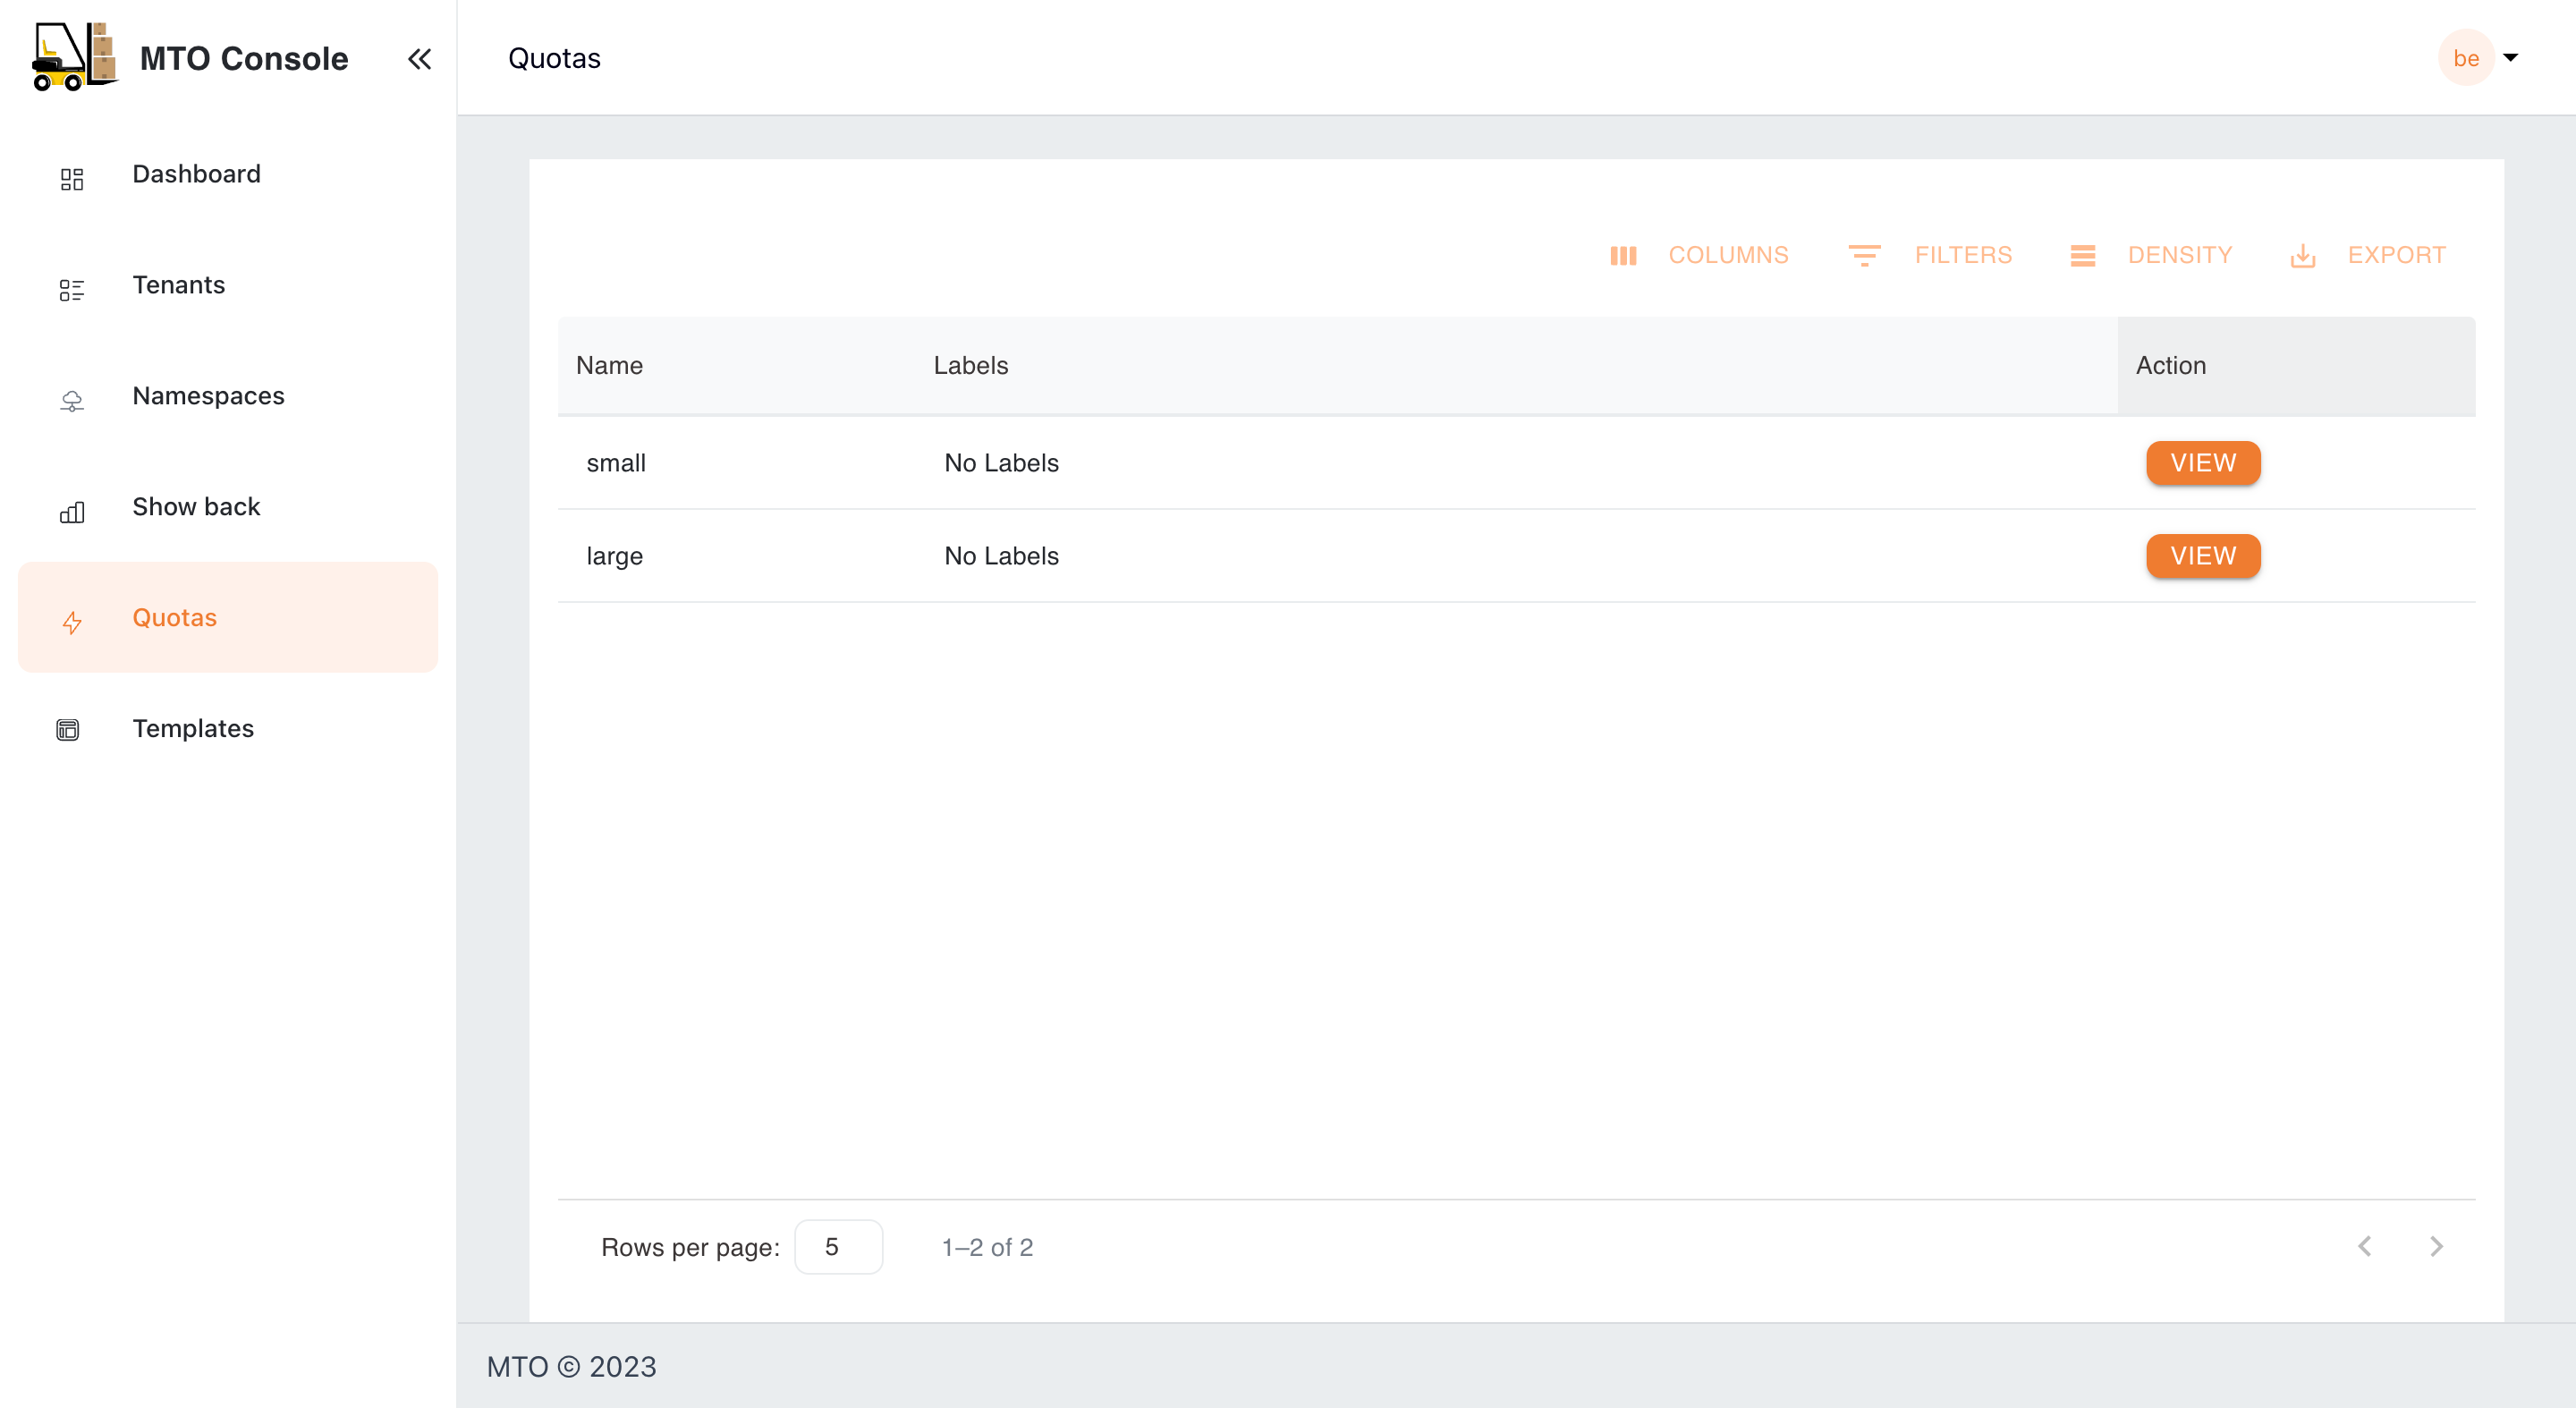 MTO Console
Quotas
be
Dashboard
Tenants
Namespaces
Show back
Quotas
Templates
COLUMNS FILTERS DENSITY EXPORT
Name Labels Action
small No Labels VIEW
large No Labels VIEW
Rows per page: 5 1–2 of 2
MTO © 2023